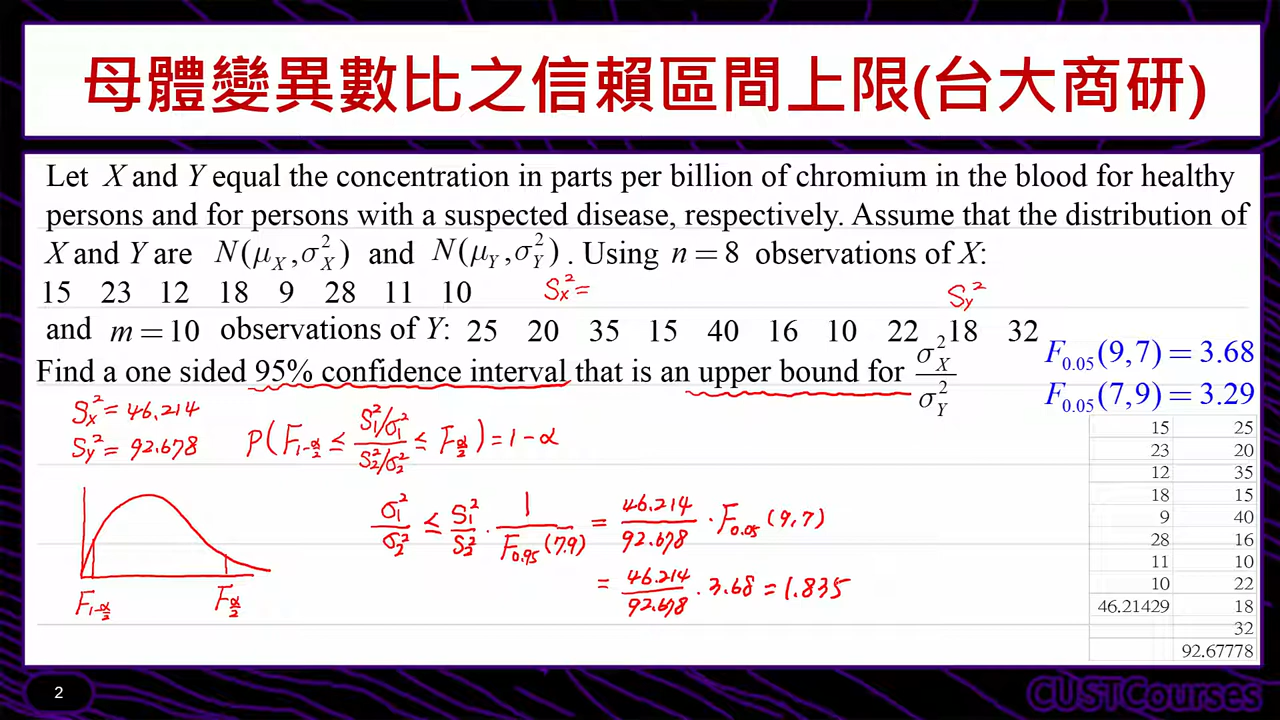 母體變異數比之信賴區間上限(台大商研)
Let X and Y equal the concentration in parts per billion of chromium in the blood for healthy
persons and for persons with a suspected disease, respectively. Assume that the distribution of
X and Y are N(μ_X, σ_X^2) and N(μ_Y, σ_Y^2). Using n = 8 observations of X:
15 23 12 18 9 28 11 10 S_x^2 = S_y^2
and m = 10 observations of Y: 25 20 35 15 40 16 10 22 18 32
Find a one sided 95% confidence interval that is an upper bound for σ_X^2/σ_Y^2
F_0.05(9,7) = 3.68
F_0.05(7,9) = 3.29
S_x^2 = 46.214
S_y^2 = 92.678
P(F_{1-α/2} ≤ (S_1^2/σ_1^2)/(S_2^2/σ_2^2) ≤ F_{α/2}) = 1-α
σ_1^2/σ_2^2 ≤ S_1^2/S_2^2 · 1/F_0.95(7.9) = 46.214/92.678 · F_0.05(9,7)
= 46.214/92.678 · 3.68 = 1.835
F_{1-α/2} F_{α/2}
15 25
23 20
12 35
18 15
9 40
28 16
11 10
10 22
46.21429 18
32
92.67778
2
CUSTCourses